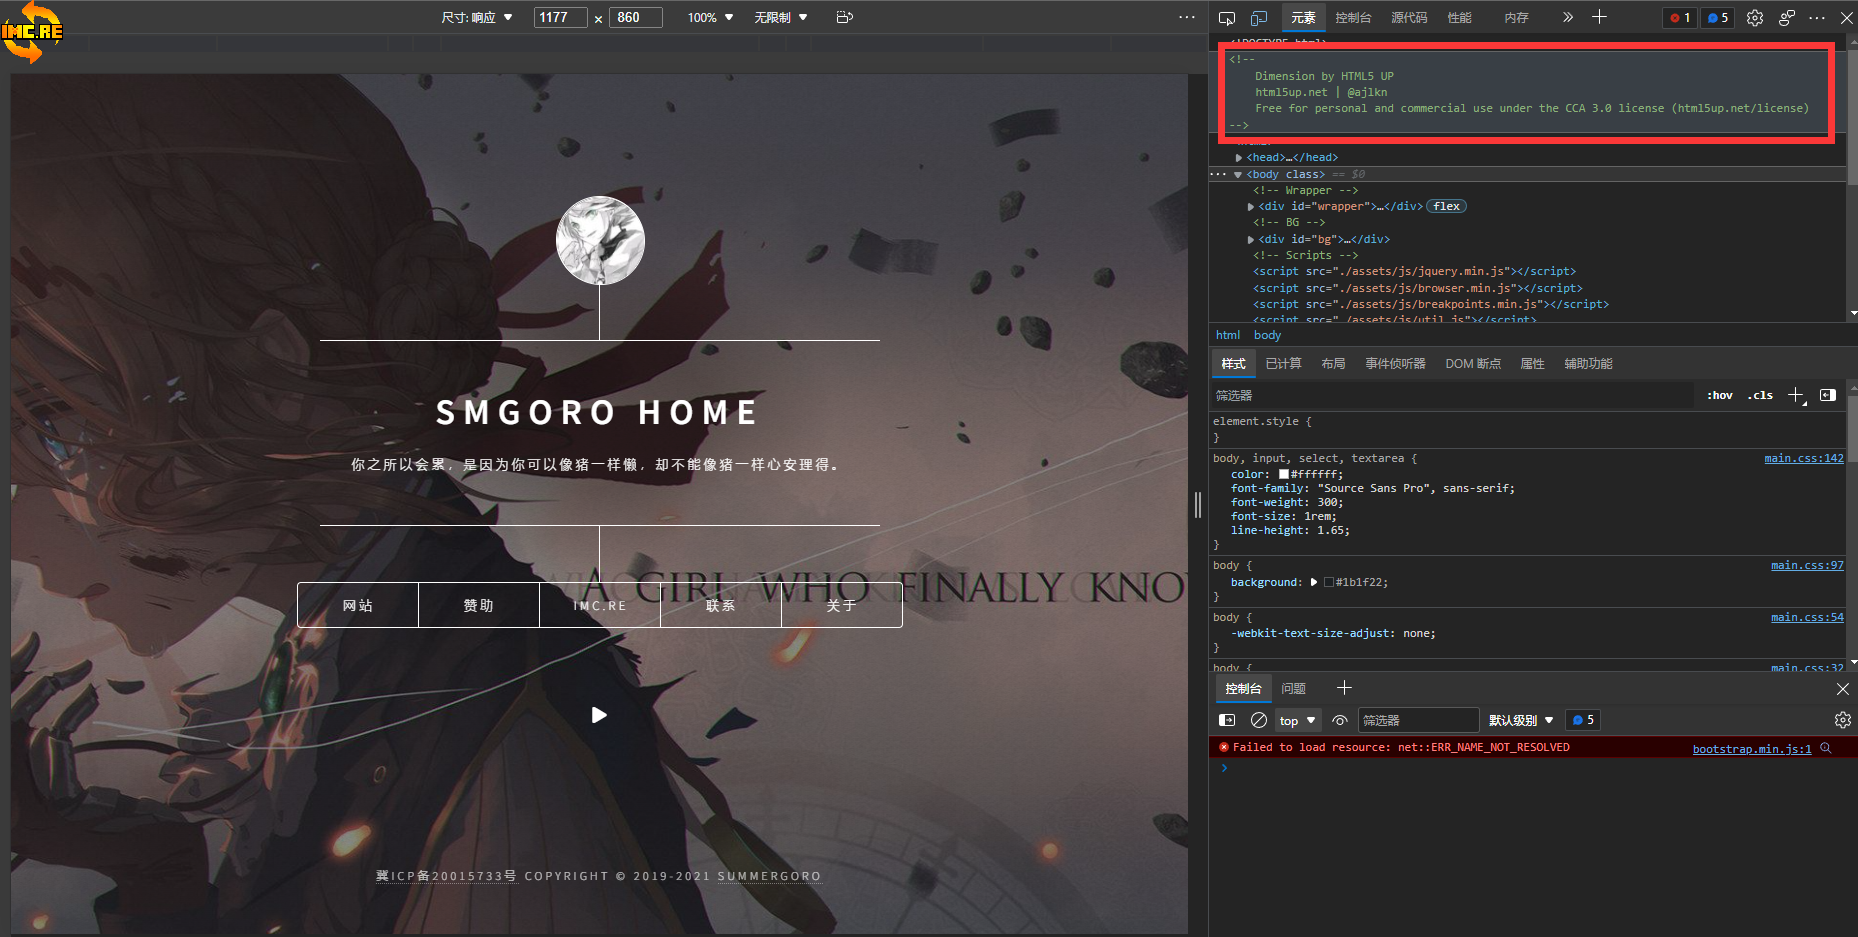 IMC.RE
尺寸: 响应 ▼ 1177 × 860 100% ▼ 无限制 ▼
元素 控制台 源代码 性能 内存 1 5
<!DOCTYPE html>
<!--
Dimension by HTML5 UP
html5up.net | @ajlkn
Free for personal and commercial use under the CCA 3.0 license (html5up.net/license)
-->
<html>
<head>…</head>
<body class> == $0
<!-- Wrapper -->
<div id="wrapper">…</div> flex
<!-- BG -->
<div id="bg">…</div>
<!-- Scripts -->
<script src="./assets/js/jquery.min.js"></script>
<script src="./assets/js/browser.min.js"></script>
<script src="./assets/js/breakpoints.min.js"></script>
<script src="./assets/js/util.js"></script>
html body
样式 已计算 布局 事件侦听器 DOM 断点 属性 辅助功能
筛选器 :hov .cls
element.style {
}
body, input, select, textarea { main.css:142
color: #ffffff;
font-family: "Source Sans Pro", sans-serif;
font-weight: 300;
font-size: 1rem;
line-height: 1.65;
}
body { main.css:97
background: #1b1f22;
}
body { main.css:54
-webkit-text-size-adjust: none;
}
body { main.css:32
控制台 问题
top ▼ 筛选器 默认级别 ▼ 5
Failed to load resource: net::ERR_NAME_NOT_RESOLVED bootstrap.min.js:1
SMGORO HOME
你之所以会累，是因为你可以像猪一样懒，却不能像猪一样心安理得。
A GIRL WHO FINALLY KNO
网站 赞助 IMC.RE 联系 关于
冀ICP备20015733号 COPYRIGHT © 2019-2021 SUMMERGORO